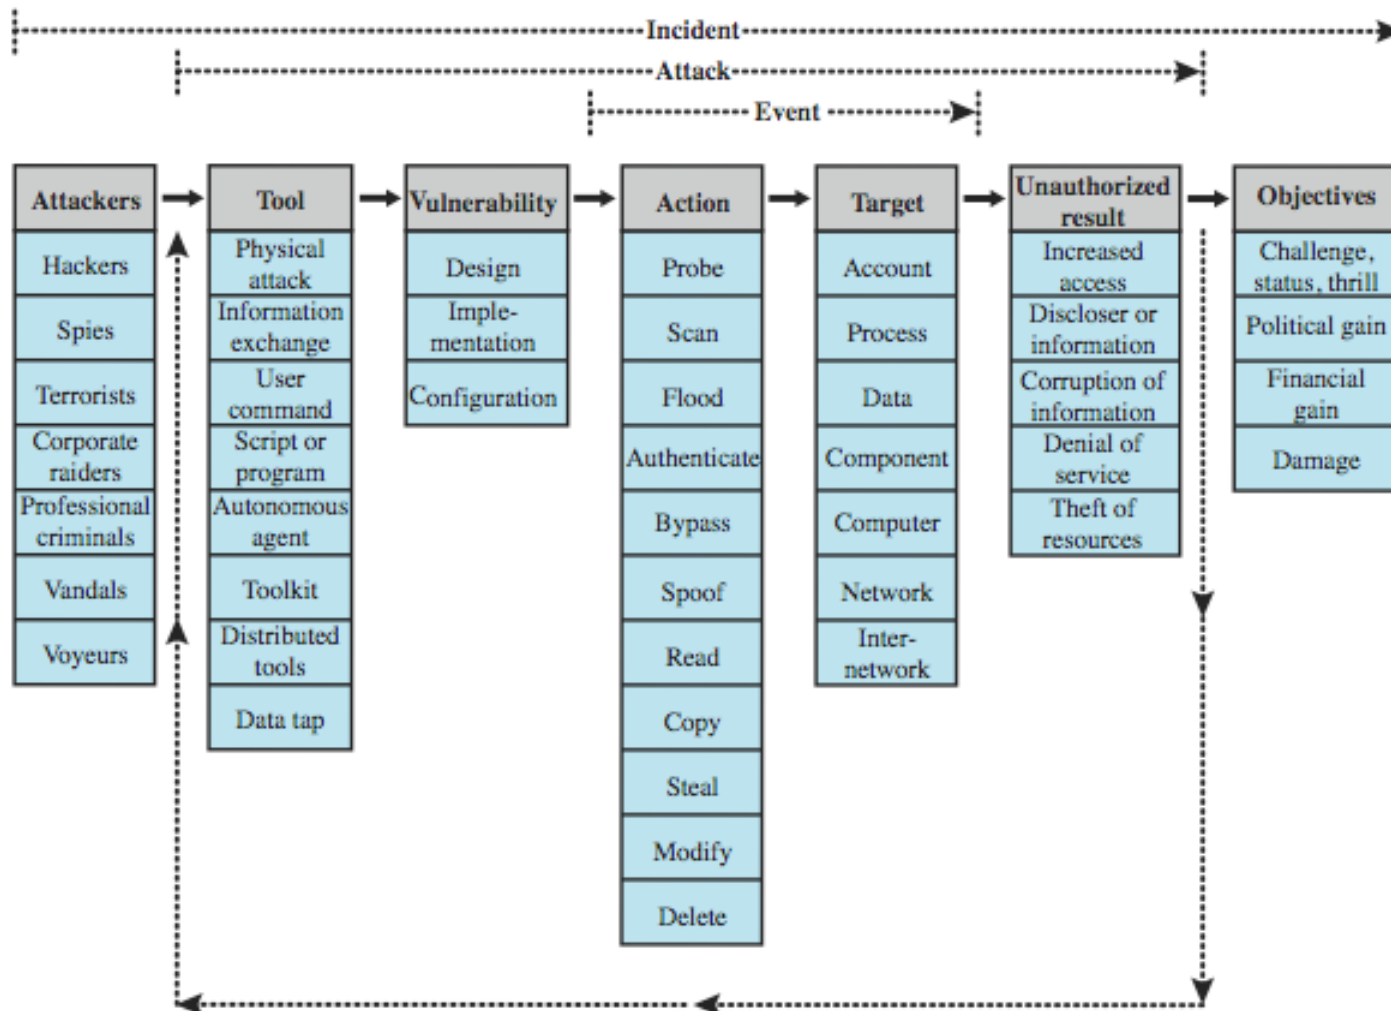 Incident
Attack
Event
Attackers
Hackers
Spies
Terrorists
Corporate
raiders
Professional
criminals
Vandals
Voyeurs
Tool
Physical
attack
Information
exchange
User
command
Script or
program
Autonomous
agent
Toolkit
Distributed
tools
Data tap
Vulnerability
Design
Imple-
mentation
Configuration
Action
Probe
Scan
Flood
Authenticate
Bypass
Spoof
Read
Copy
Steal
Modify
Delete
Target
Account
Process
Data
Component
Computer
Network
Inter-
network
Unauthorized
result
Increased
access
Discloser or
information
Corruption of
information
Denial of
service
Theft of
resources
Objectives
Challenge,
status, thrill
Political gain
Financial
gain
Damage